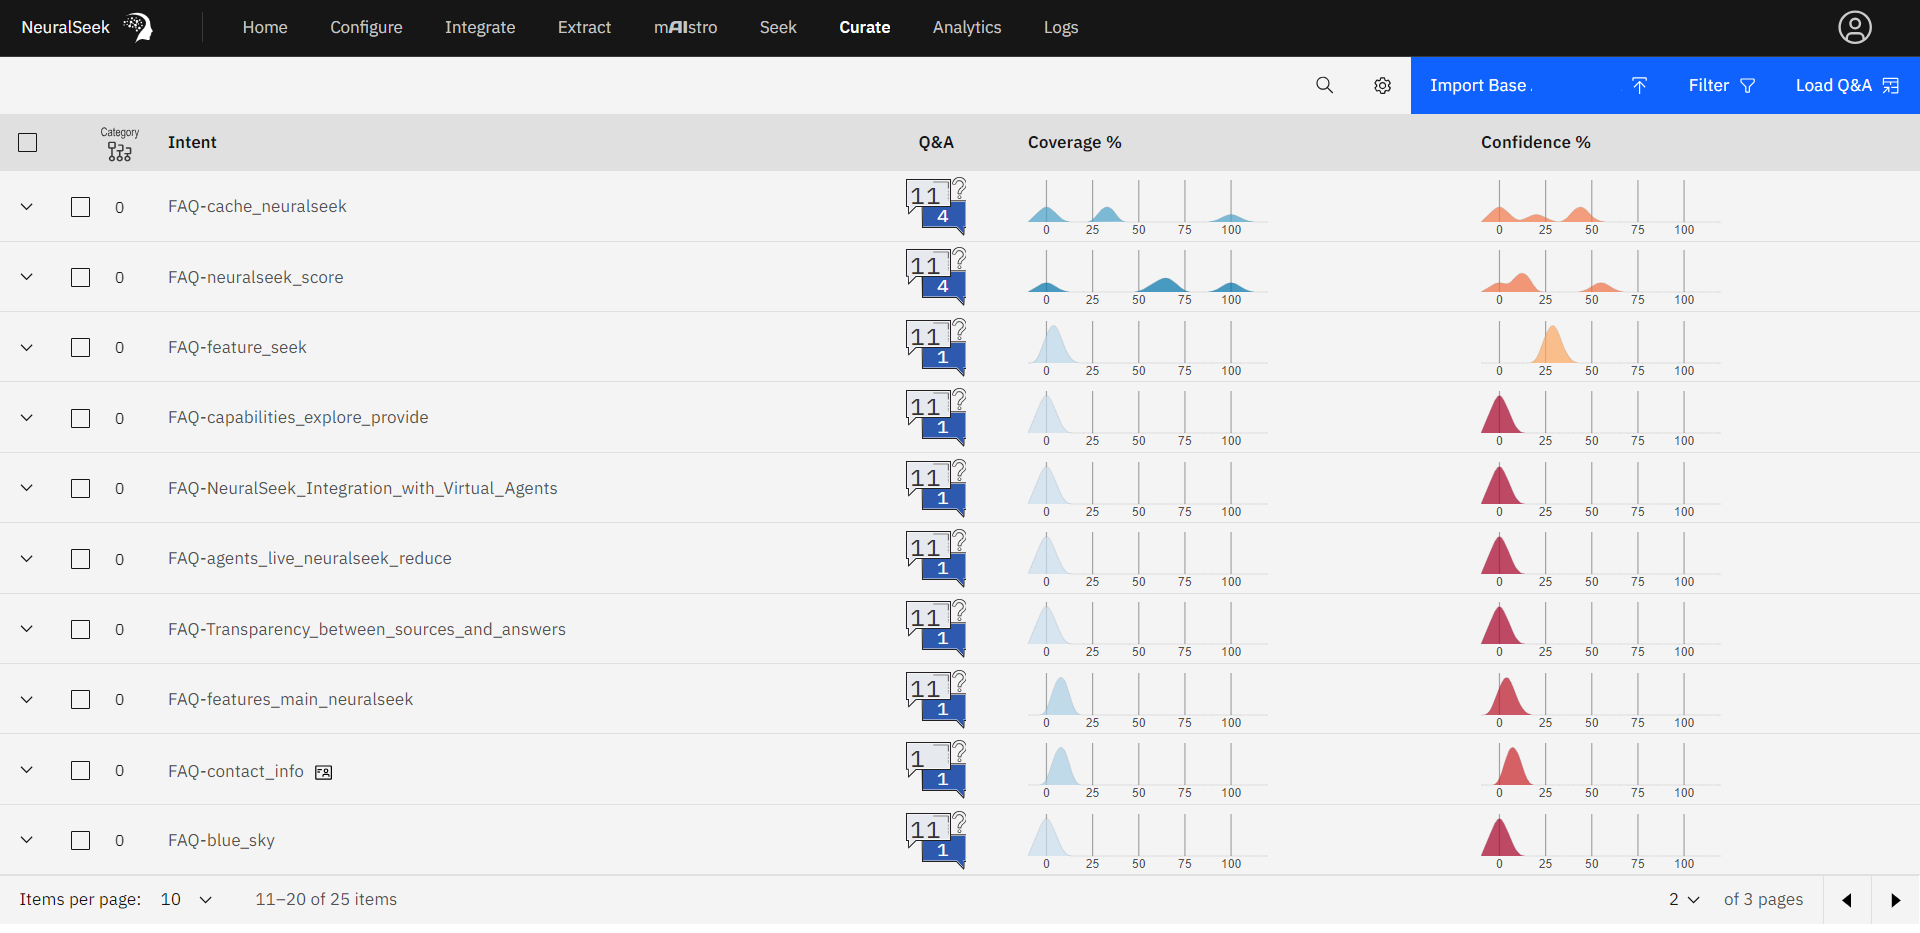 NeuralSeek Home Configure Integrate Extract mAIstro Seek Curate Analytics Logs
Import Base . Filter Load Q&A
Category Intent Q&A Coverage % Confidence %
0 FAQ-cache_neuralseek 11 ? 4
0 25 50 75 100 0 25 50 75 100
0 FAQ-neuralseek_score 11 ? 4
0 25 50 75 100 0 25 50 75 100
0 FAQ-feature_seek 11 ? 1
0 25 50 75 100 0 25 50 75 100
0 FAQ-capabilities_explore_provide 11 ? 1
0 25 50 75 100 0 25 50 75 100
0 FAQ-NeuralSeek_Integration_with_Virtual_Agents 11 ? 1
0 25 50 75 100 0 25 50 75 100
0 FAQ-agents_live_neuralseek_reduce 11 ? 1
0 25 50 75 100 0 25 50 75 100
0 FAQ-Transparency_between_sources_and_answers 11 ? 1
0 25 50 75 100 0 25 50 75 100
0 FAQ-features_main_neuralseek 11 ? 1
0 25 50 75 100 0 25 50 75 100
0 FAQ-contact_info 1 ? 1
0 25 50 75 100 0 25 50 75 100
0 FAQ-blue_sky 11 ? 1
0 25 50 75 100 0 25 50 75 100
Items per page: 10 11–20 of 25 items 2 of 3 pages